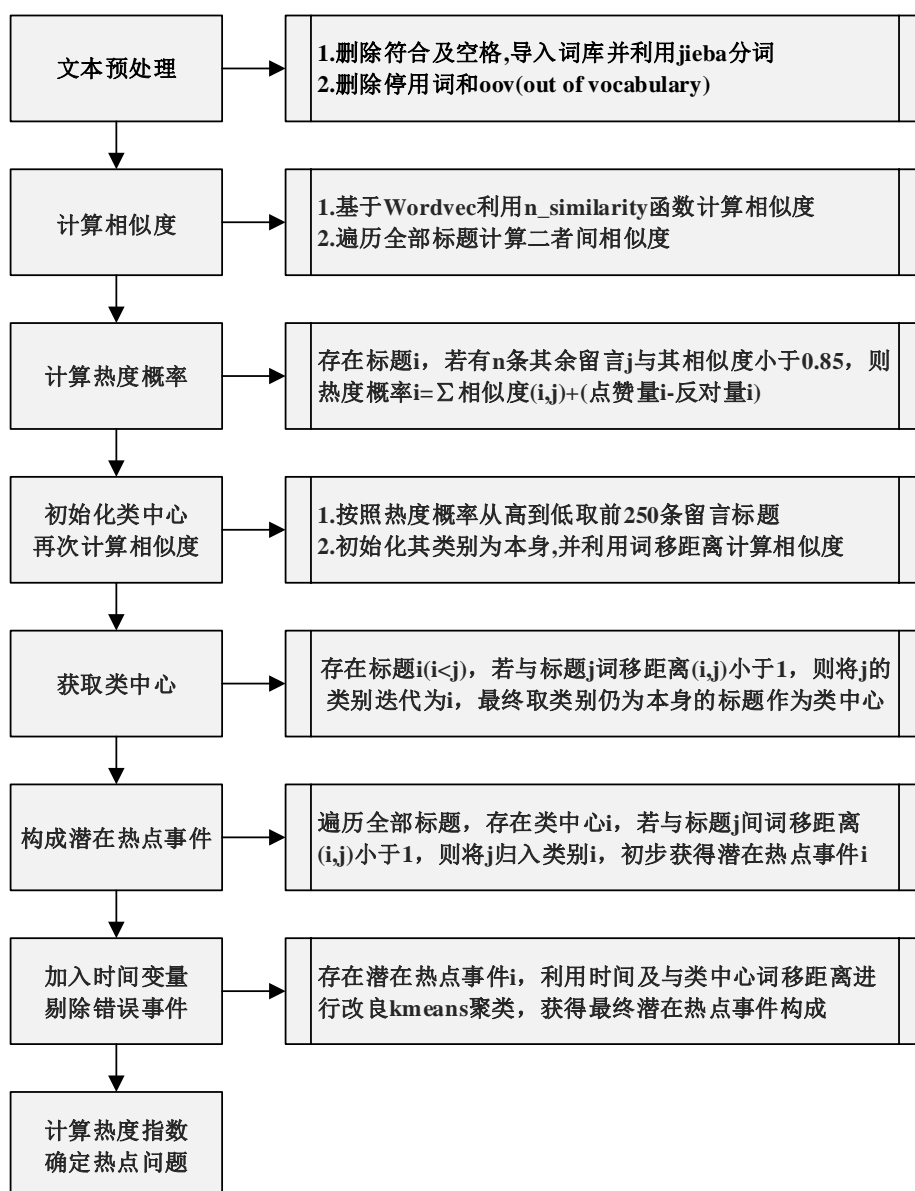 文本预处理
1.删除符合及空格,导入词库并利用jieba分词
2.删除停用词和oov(out of vocabulary)
计算相似度
1.基于Wordvec利用n_similarity函数计算相似度
2.遍历全部标题计算二者间相似度
计算热度概率
存在标题i，若有n条其余留言j与其相似度小于0.85，则
热度概率i=∑相似度(i,j)+(点赞量i-反对量i)
初始化类中心
再次计算相似度
1.按照热度概率从高到低取前250条留言标题
2.初始化其类别为本身,并利用词移距离计算相似度
获取类中心
存在标题i(i<j)，若与标题j词移距离(i,j)小于1，则将j的
类别迭代为i，最终取类别仍为本身的标题作为类中心
构成潜在热点事件
遍历全部标题，存在类中心i，若与标题j间词移距离
(i,j)小于1，则将j归入类别i，初步获得潜在热点事件i
加入时间变量
剔除错误事件
存在潜在热点事件i，利用时间及与类中心词移距离进
行改良kmeans聚类，获得最终潜在热点事件构成
计算热度指数
确定热点问题